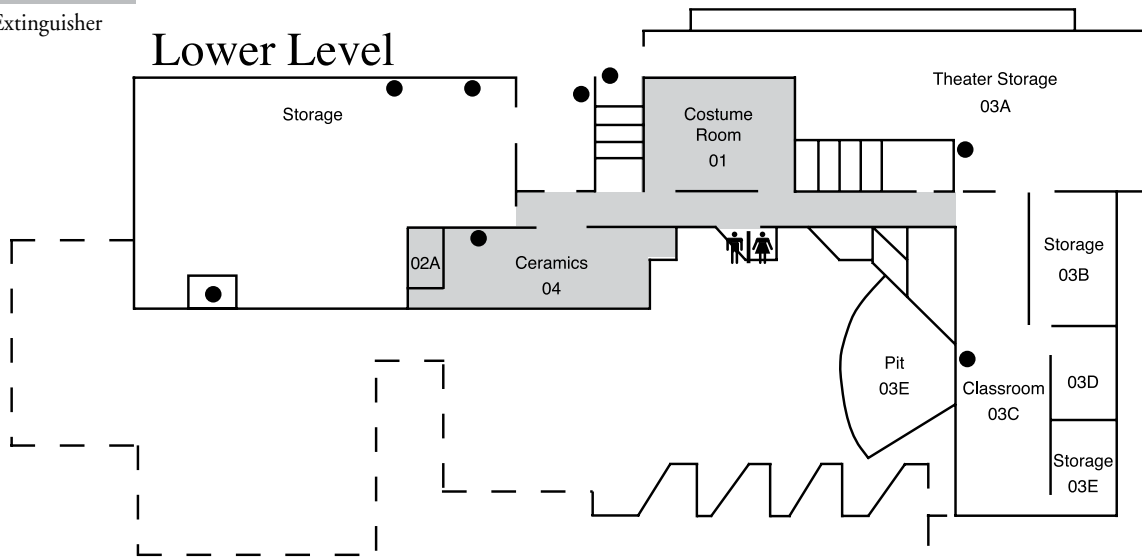 Extinguisher
Lower Level
Storage
Theater Storage
03A
Costume
Room
01
Storage
03B
02A
Ceramics
04
Pit
03E
Classroom
03C
03D
Storage
03E